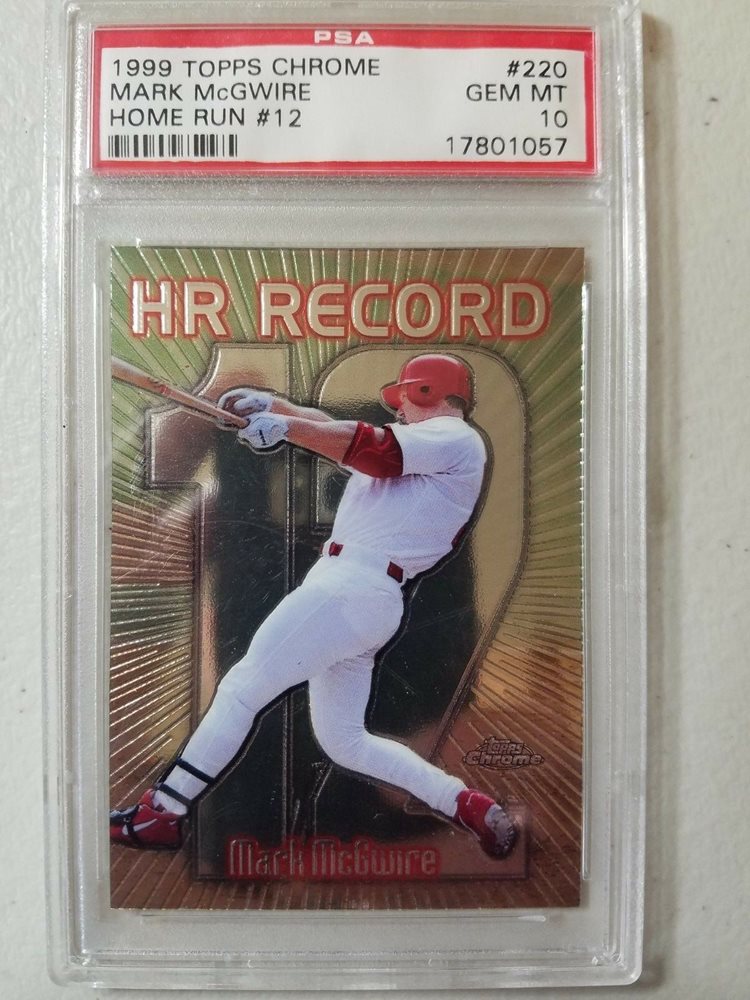 PSA
1999 TOPPS CHROME #220
MARK McGWIRE GEM MT
HOME RUN #12 10
17801057
HR RECORD
12
Topps
Chrome
Mark McGwire